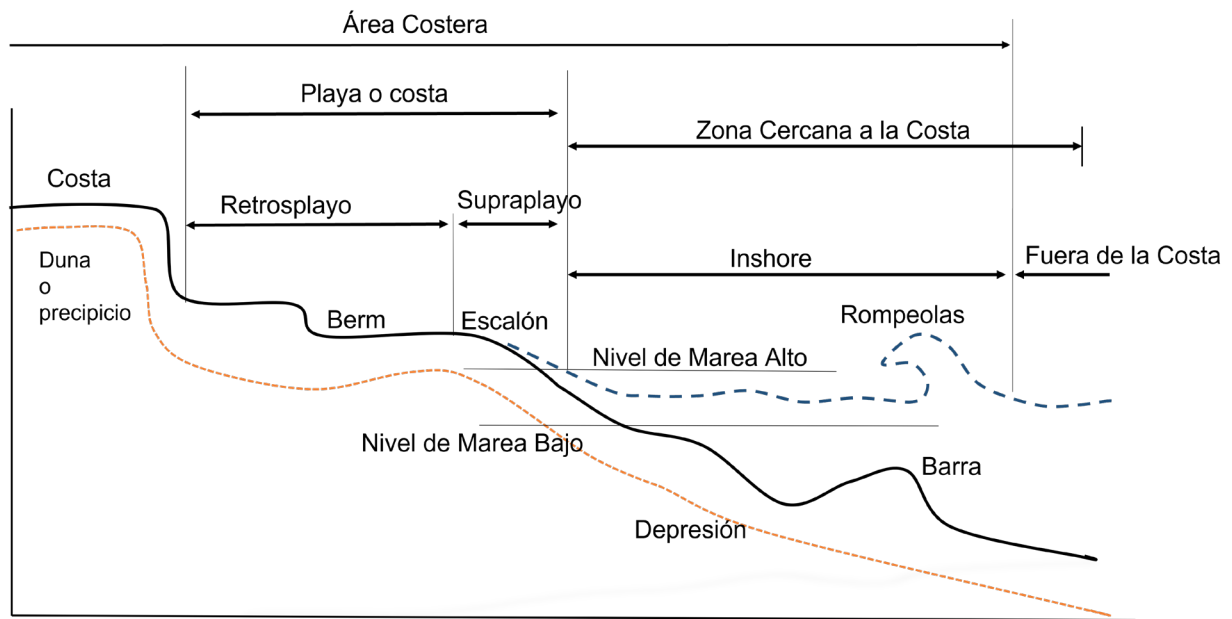 Área Costera
Playa o costa
Zona Cercana a la Costa
Costa
Retrosplayo
Supraplayo
Inshore
Fuera de la Costa
Duna
o
precipicio
Berm
Escalón
Rompeolas
Nivel de Marea Alto
Nivel de Marea Bajo
Barra
Depresión